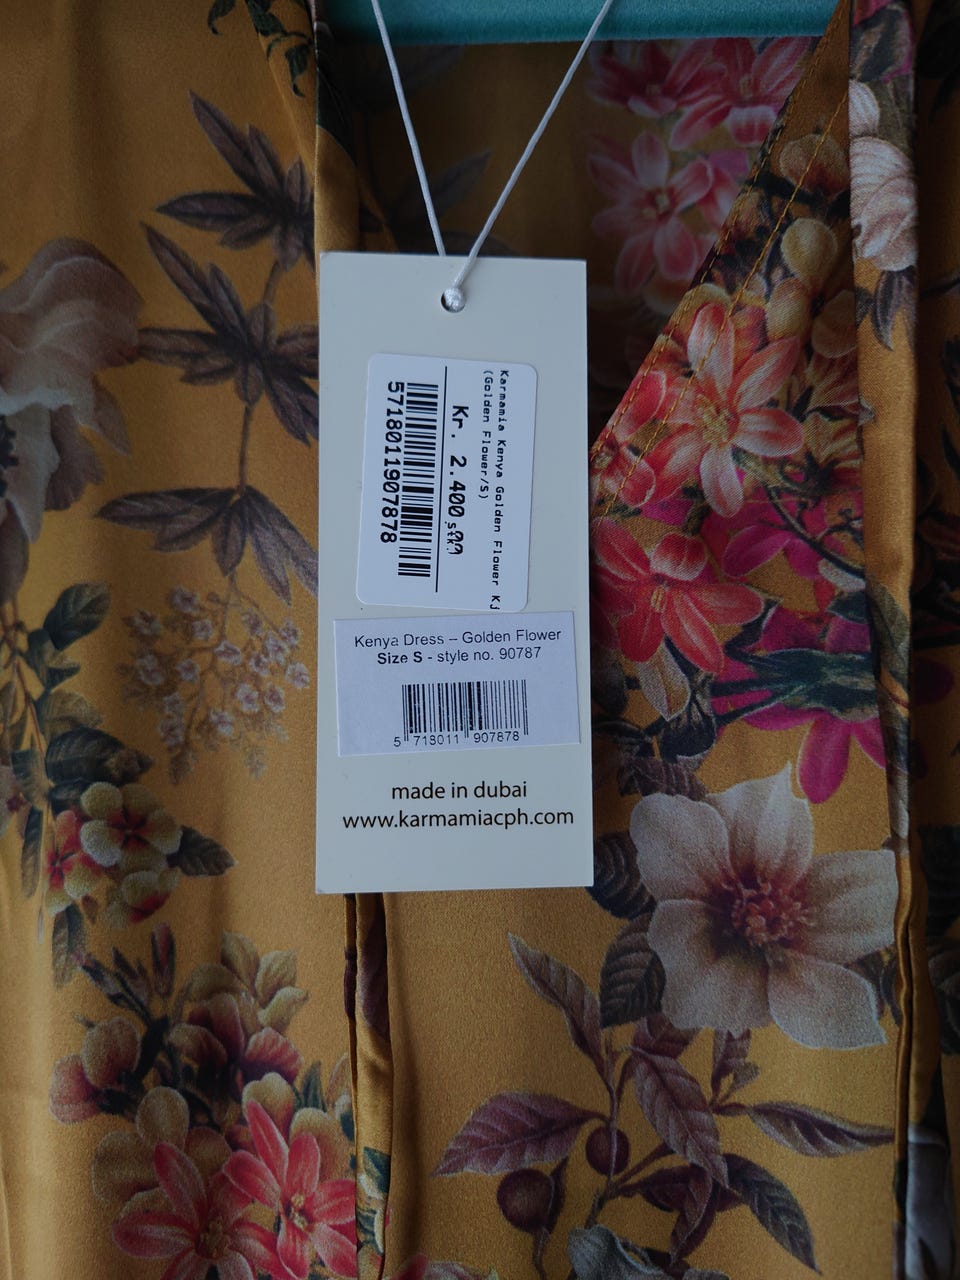 Karmamia Kenya Golden Flower Kj
(Golden Flower/S)
Kr. 2.400,00
stk.
5718011907878
Kenya Dress – Golden Flower
Size S - style no. 90787
5 718011 907878
made in dubai
www.karmamiacph.com